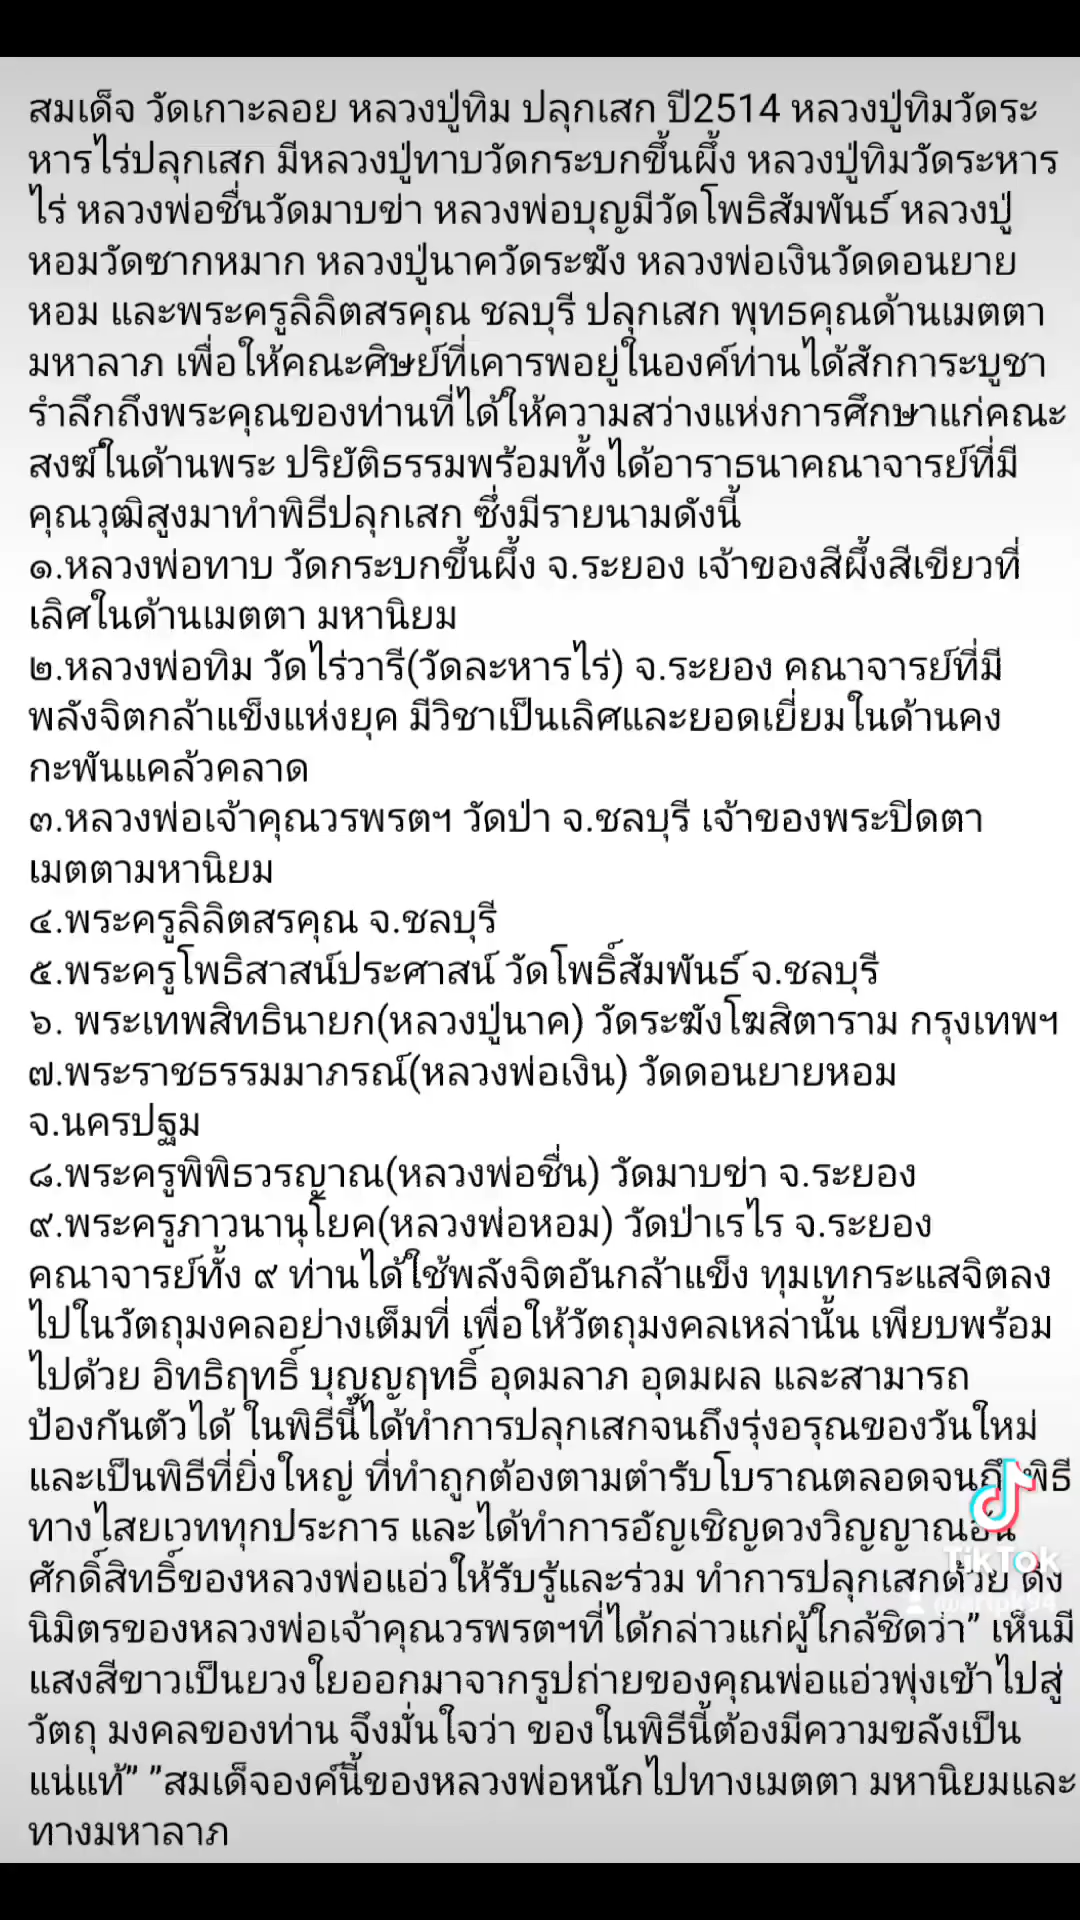 สมเด็จ วัดเกาะลอย หลวงปู่ทิม ปลุกเสก ปี2514 หลวงปู่ทิมวัดระ
หารไร่ปลุกเสก มีหลวงปู่ทาบวัดกระบกขึ้นผึ้ง หลวงปู่ทิมวัดระหาร
ไร่ หลวงพ่อชื่นวัดมาบข่า หลวงพ่อบุญมีวัดโพธิสัมพันธ์ หลวงปู่
หอมวัดซากหมาก หลวงปู่นาควัดระฆัง หลวงพ่อเงินวัดดอนยาย
หอม และพระครูลิลิตสรคุณ ชลบุรี ปลุกเสก พุทธคุณด้านเมตตา
มหาลาภ เพื่อให้คณะศิษย์ที่เคารพอยู่ในองค์ท่านได้สักการะบูชา
รำลึกถึงพระคุณของท่านที่ได้ให้ความสว่างแห่งการศึกษาแก่คณะ
สงฆ์ในด้านพระ ปริยัติธรรมพร้อมทั้งได้อาราธนาคณาจารย์ที่มี
คุณวุฒิสูงมาทำพิธีปลุกเสก ซึ่งมีรายนามดังนี้
๑.หลวงพ่อทาบ วัดกระบกขึ้นผึ้ง จ.ระยอง เจ้าของสีผึ้งสีเขียวที่
เลิศในด้านเมตตา มหานิยม
๒.หลวงพ่อทิม วัดไร่วารี(วัดละหารไร่) จ.ระยอง คณาจารย์ที่มี
พลังจิตกล้าแข็งแห่งยุค มีวิชาเป็นเลิศและยอดเยี่ยมในด้านคง
กะพันแคล้วคลาด
๓.หลวงพ่อเจ้าคุณวรพรตฯ วัดป่า จ.ชลบุรี เจ้าของพระปิดตา
เมตตามหานิยม
๔.พระครูลิลิตสรคุณ จ.ชลบุรี
๕.พระครูโพธิสาสน์ประศาสน์ วัดโพธิ์สัมพันธ์ จ.ชลบุรี
๖. พระเทพสิทธินายก(หลวงปู่นาค) วัดระฆังโฆสิตาราม กรุงเทพฯ
๗.พระราชธรรมมาภรณ์(หลวงพ่อเงิน) วัดดอนยายหอม
จ.นครปฐม
๘.พระครูพิพิธวรญาณ(หลวงพ่อชื่น) วัดมาบข่า จ.ระยอง
๙.พระครูภาวนานุโยค(หลวงพ่อหอม) วัดป่าเรไร จ.ระยอง
คณาจารย์ทั้ง ๙ ท่านได้ใช้พลังจิตอันกล้าแข็ง ทุมเทกระแสจิตลง
ไปในวัตถุมงคลอย่างเต็มที่ เพื่อให้วัตถุมงคลเหล่านั้น เพียบพร้อม
ไปด้วย อิทธิฤทธิ์ บุญญฤทธิ์ อุดมลาภ อุดมผล และสามารถ
ป้องกันตัวได้ ในพิธีนี้ได้ทำการปลุกเสกจนถึงรุ่งอรุณของวันใหม่
และเป็นพิธีที่ยิ่งใหญ่ ที่ทำถูกต้องตามตำรับโบราณตลอดจนถึงพิธี
ทางไสยเวททุกประการ และได้ทำการอัญเชิญดวงวิญญาณอัน
ศักดิ์สิทธิ์ของหลวงพ่อแอ่วให้รับรู้และร่วม ทำการปลุกเสกด้วย ดัง
นิมิตรของหลวงพ่อเจ้าคุณวรพรตฯที่ได้กล่าวแก่ผู้ใกล้ชิดว่า” เห็นมี
แสงสีขาวเป็นยวงใยออกมาจากรูปถ่ายของคุณพ่อแอ่วพุ่งเข้าไปสู่
วัตถุ มงคลของท่าน จึงมั่นใจว่า ของในพิธีนี้ต้องมีความขลังเป็น
แน่แท้” ”สมเด็จองค์นี้ของหลวงพ่อหนักไปทางเมตตา มหานิยมและ
ทางมหาลาภ
TikTok